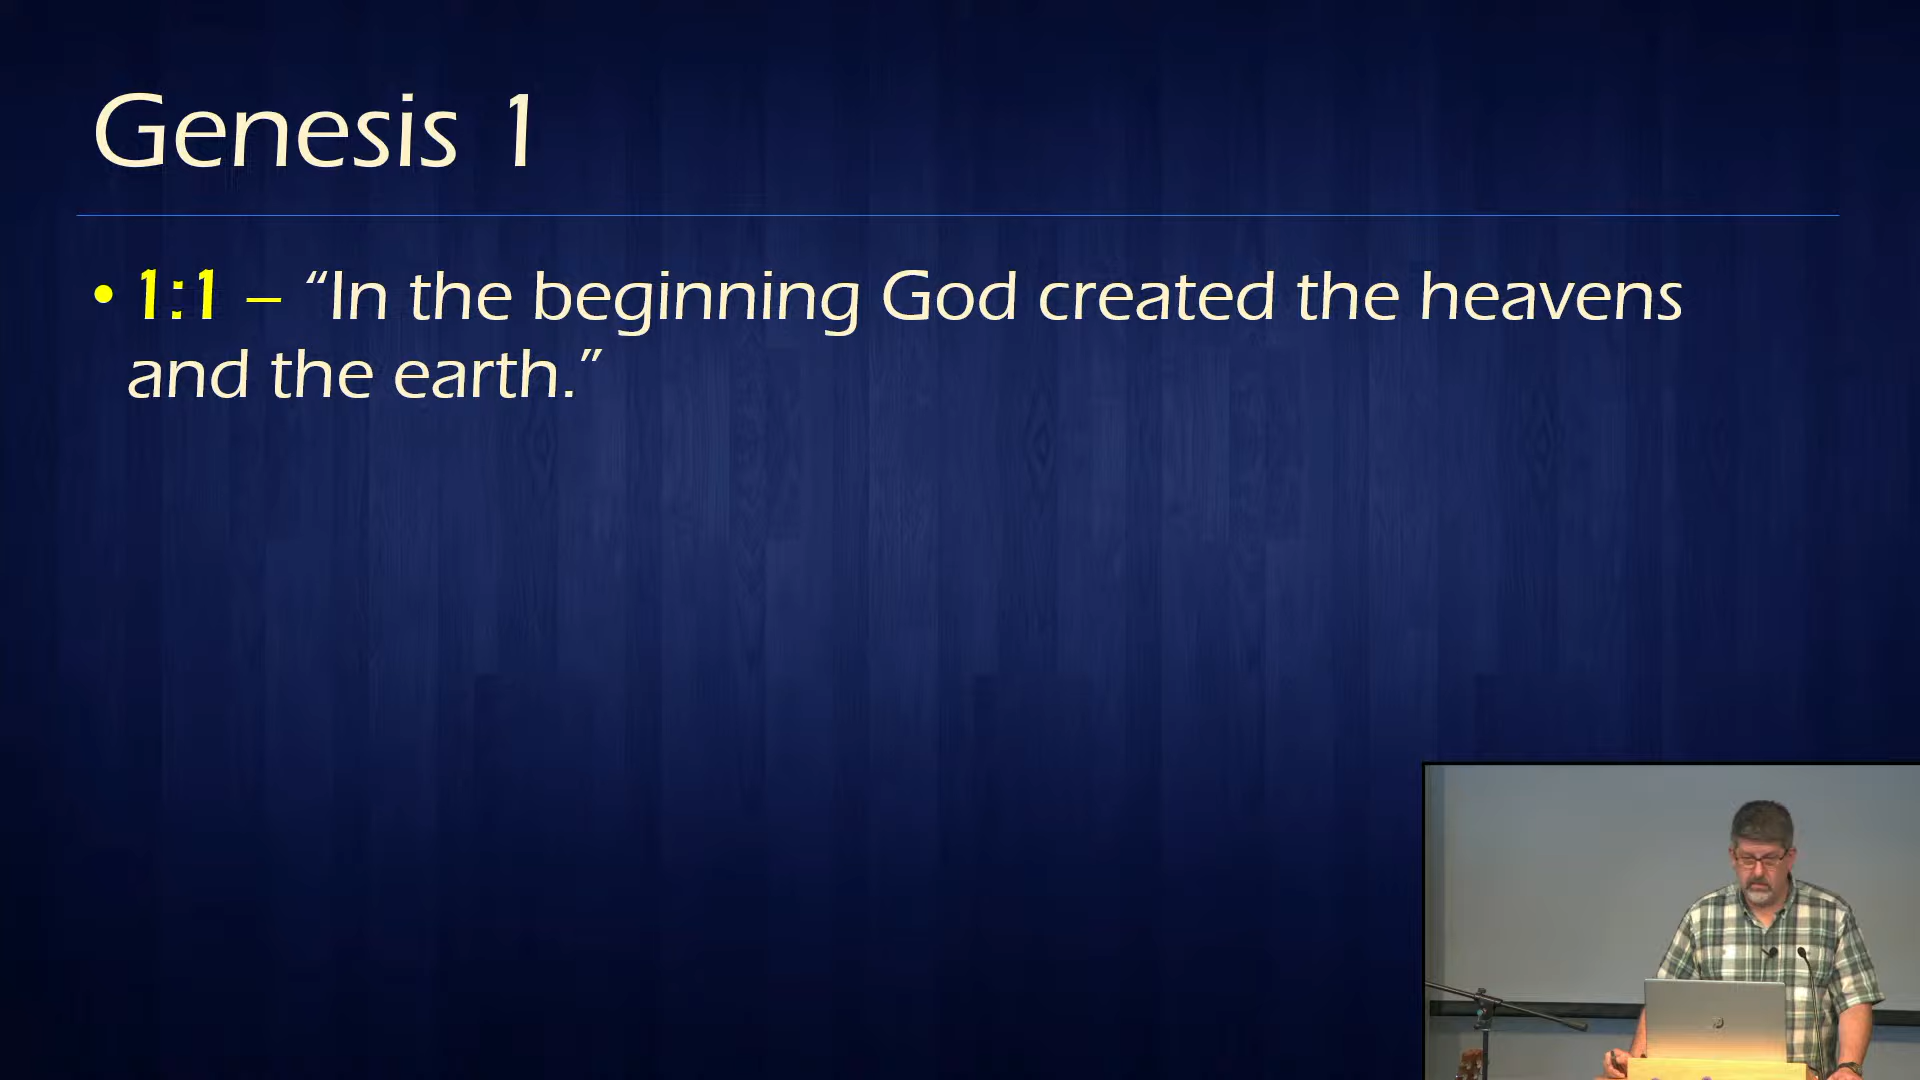 Genesis 1
• 1:1 – “In the beginning God created the heavens
and the earth.”